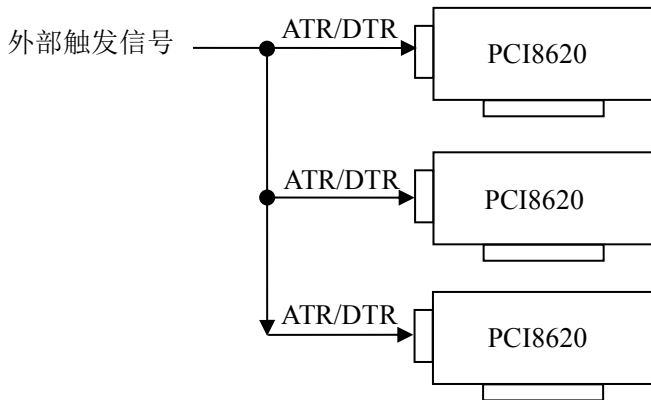 外部触发信号
ATR/DTR
PCI8620
ATR/DTR
PCI8620
ATR/DTR
PCI8620